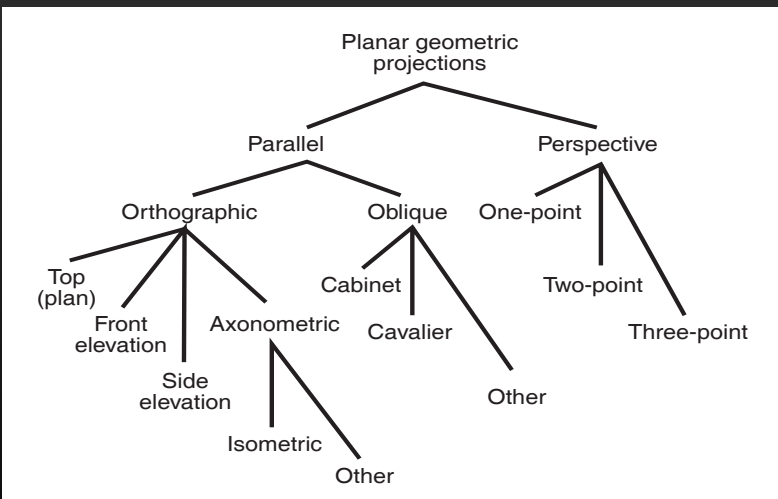 Planar geometric
projections
Parallel
Perspective
Orthographic
Oblique
One-point
Top
(plan)
Cabinet
Two-point
Front
elevation
Axonometric
Cavalier
Three-point
Side
elevation
Other
Isometric
Other